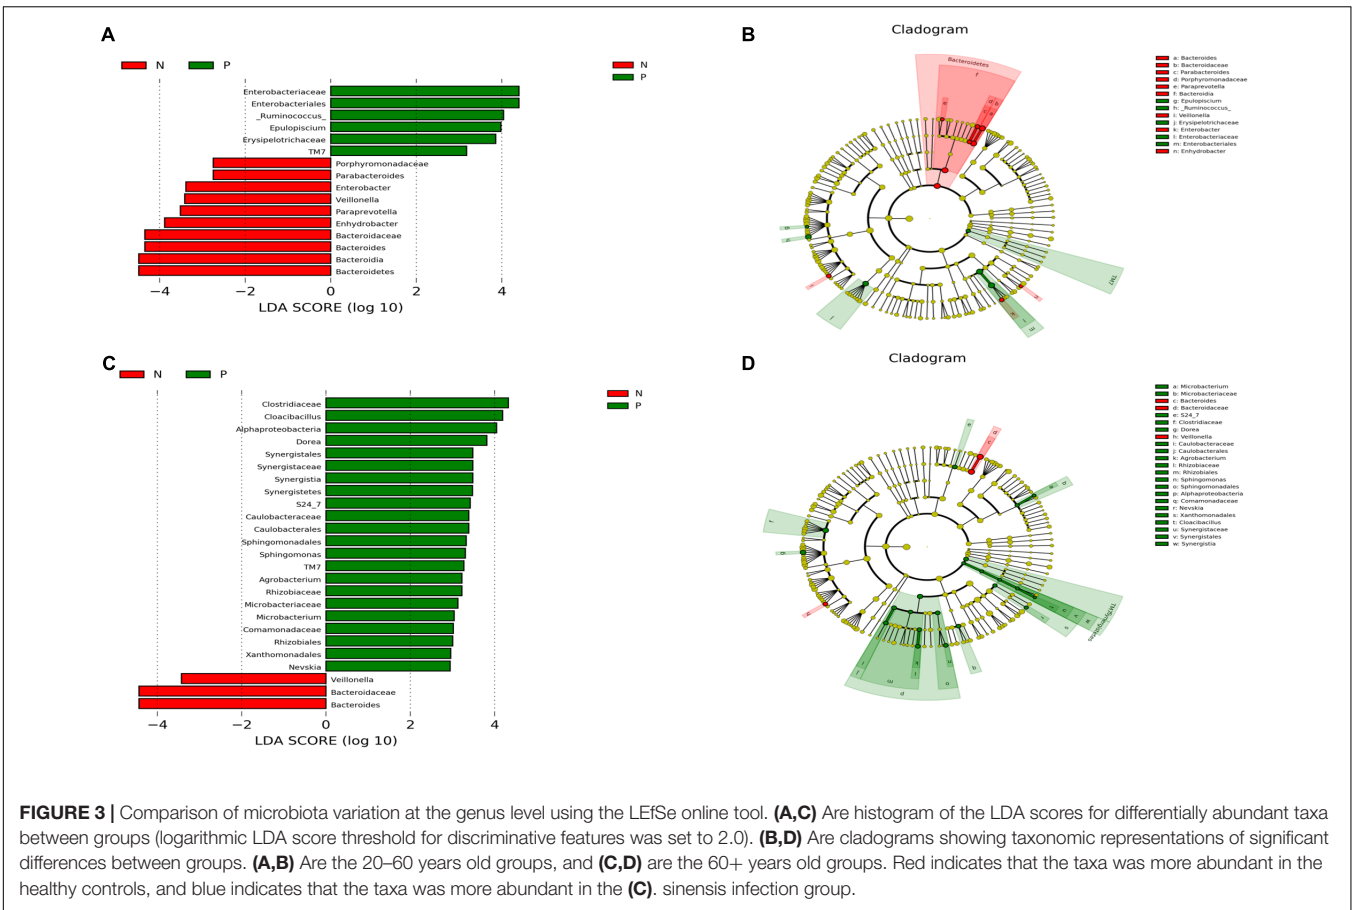 A
N P
N
P
Enterobacteriaceae
Enterobacteriales
_Ruminococcus_
Epulopiscium
Erysipelotrichaceae
TM7
Porphyromonadaceae
Parabacteroides
Enterobacter
Veillonella
Paraprevotella
Enhydrobacter
Bacteroidaceae
Bacteroides
Bacteroidia
Bacteroidetes
−4 −2 0 2 4
LDA SCORE (log 10)
B
Cladogram
Bacteroidetes
f
TM7
m
a: Bacteroides
b: Bacteroidaceae
c: Parabacteroides
d: Porphyromonadaceae
e: Paraprevotella
f: Bacteroidia
g: Epulopiscium
h: _Ruminococcus_
i: Veillonella
j: Erysipelotrichaceae
k: Enterobacter
l: Enterobacteriaceae
m: Enterobacteriales
n: Enhydrobacter
C
N P
N
P
Clostridiaceae
Cloacibacillus
Alphaproteobacteria
Dorea
Synergistales
Synergistaceae
Synergistia
Synergistetes
S24_7
Caulobacteraceae
Caulobacterales
Sphingomonadales
Sphingomonas
TM7
Agrobacterium
Rhizobiaceae
Microbacteriaceae
Microbacterium
Comamonadaceae
Rhizobiales
Xanthomonadales
Nevskia
Veillonella
Bacteroidaceae
Bacteroides
−4 −2 0 2 4
LDA SCORE (log 10)
D
Cladogram
a: Microbacterium
b: Microbacteriaceae
c: Bacteroides
d: Bacteroidaceae
e: S24_7
f: Clostridiaceae
g: Dorea
h: Veillonella
i: Caulobacteraceae
j: Caulobacterales
k: Agrobacterium
l: Rhizobiaceae
m: Rhizobiales
n: Sphingomonas
o: Sphingomonadales
p: Alphaproteobacteria
q: Comamonadaceae
r: Nevskia
s: Xanthomonadales
t: Cloacibacillus
u: Synergistaceae
v: Synergistales
w: Synergistia
FIGURE 3 | Comparison of microbiota variation at the genus level using the LEfSe online tool. (A,C) Are histogram of the LDA scores for differentially abundant taxa
between groups (logarithmic LDA score threshold for discriminative features was set to 2.0). (B,D) Are cladograms showing taxonomic representations of significant
differences between groups. (A,B) Are the 20–60 years old groups, and (C,D) are the 60+ years old groups. Red indicates that the taxa was more abundant in the
healthy controls, and blue indicates that the taxa was more abundant in the (C). sinensis infection group.